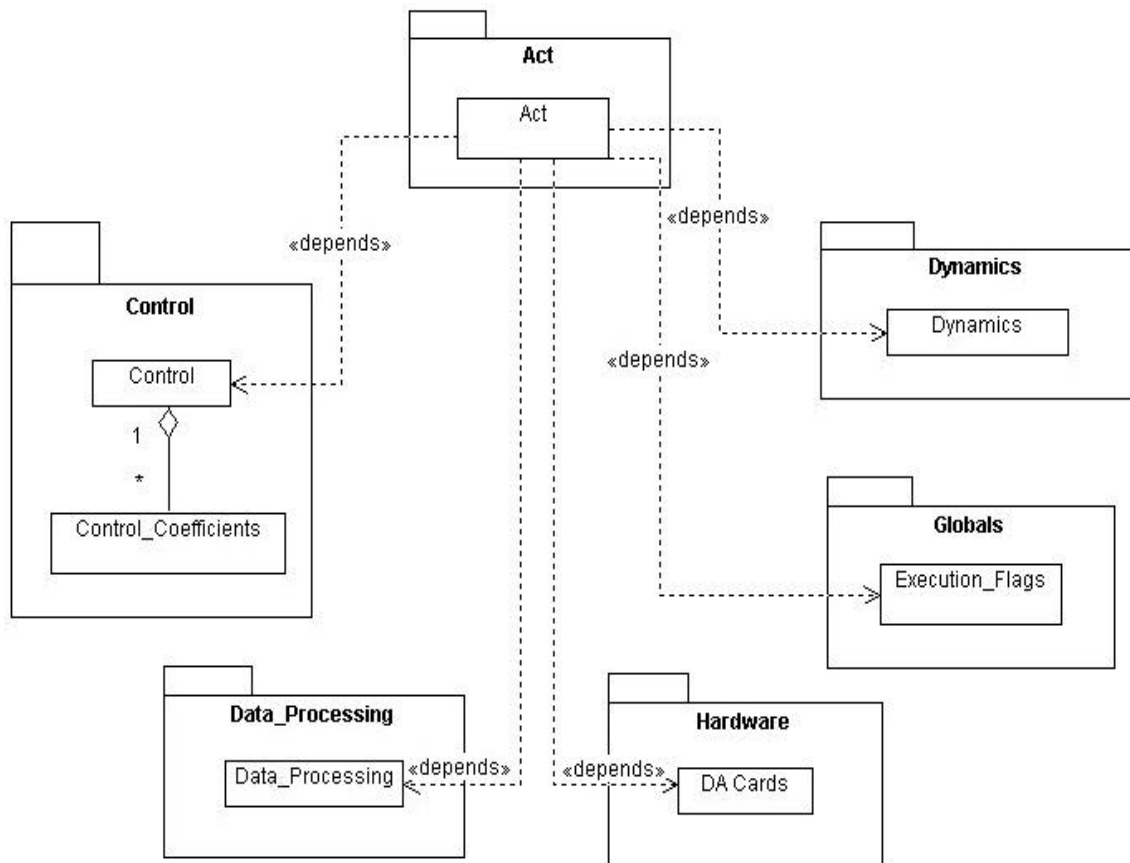 Act
Act
«depends»
«depends»
Dynamics
Dynamics
Control
Control
1
*
Control_Coefficients
«depends»
Globals
Execution_Flags
Data_Processing
Data_Processing
«depends»
Hardware
«depends»
DA Cards